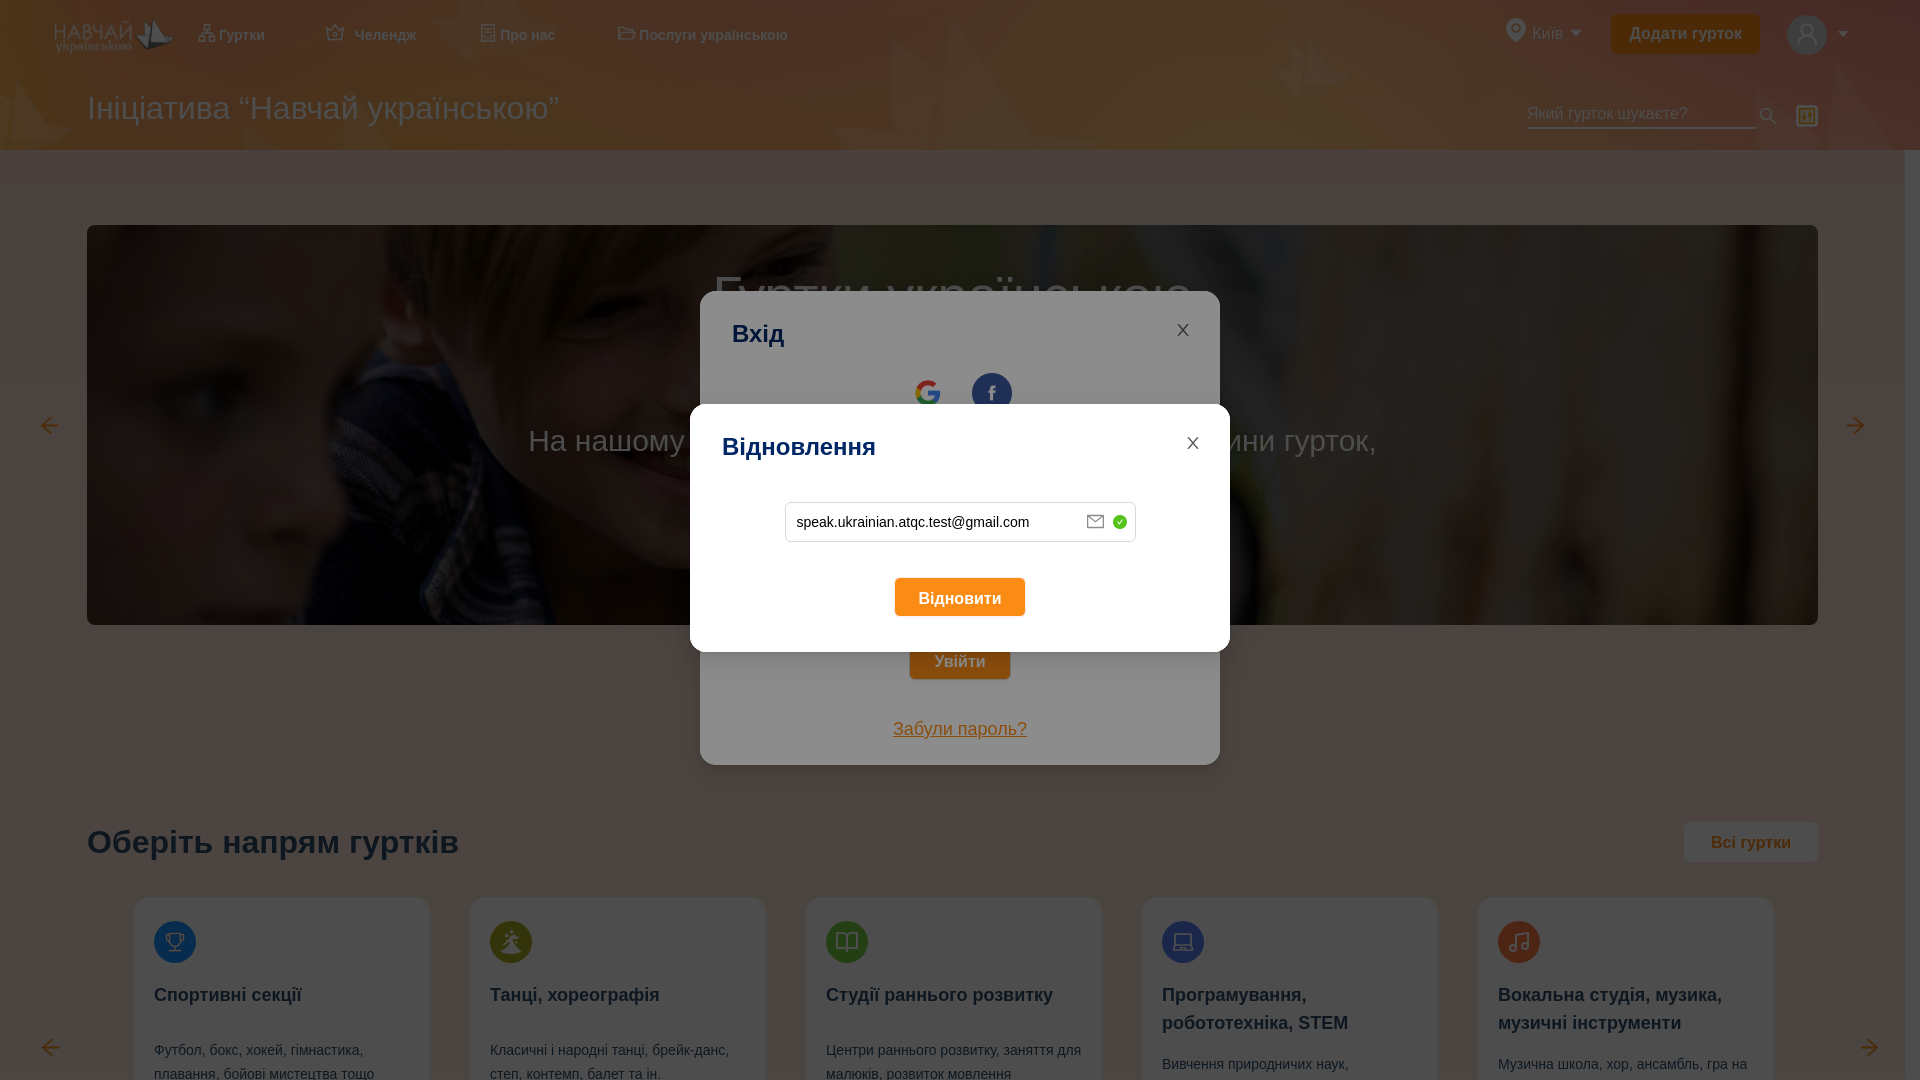 НАВЧАЙ
українською
Гуртки
Челендж
Про нас
Послуги українською
Київ
Додати гурток
Ініціатива “Навчай українською”
Який гурток шукаєте?
Гуртки українською
Вхід
На нашому
ини гурток,
Відновлення
speak.ukrainian.atqc.test@gmail.com
Відновити
Увійти
Забули пароль?
Оберіть напрям гуртків
Всі гуртки
Спортивні секції
Футбол, бокс, хокей, гімнастика,
плавання, бойові мистецтва тощо
Танці, хореографія
Класичні і народні танці, брейк-данс,
степ, контемп, балет та ін.
Студії раннього розвитку
Центри раннього розвитку, заняття для
малюків, розвиток мовлення
Програмування,
робототехніка, STEM
Вивчення природничих наук,
Вокальна студія, музика,
музичні інструменти
Музична школа, хор, ансамбль, гра на